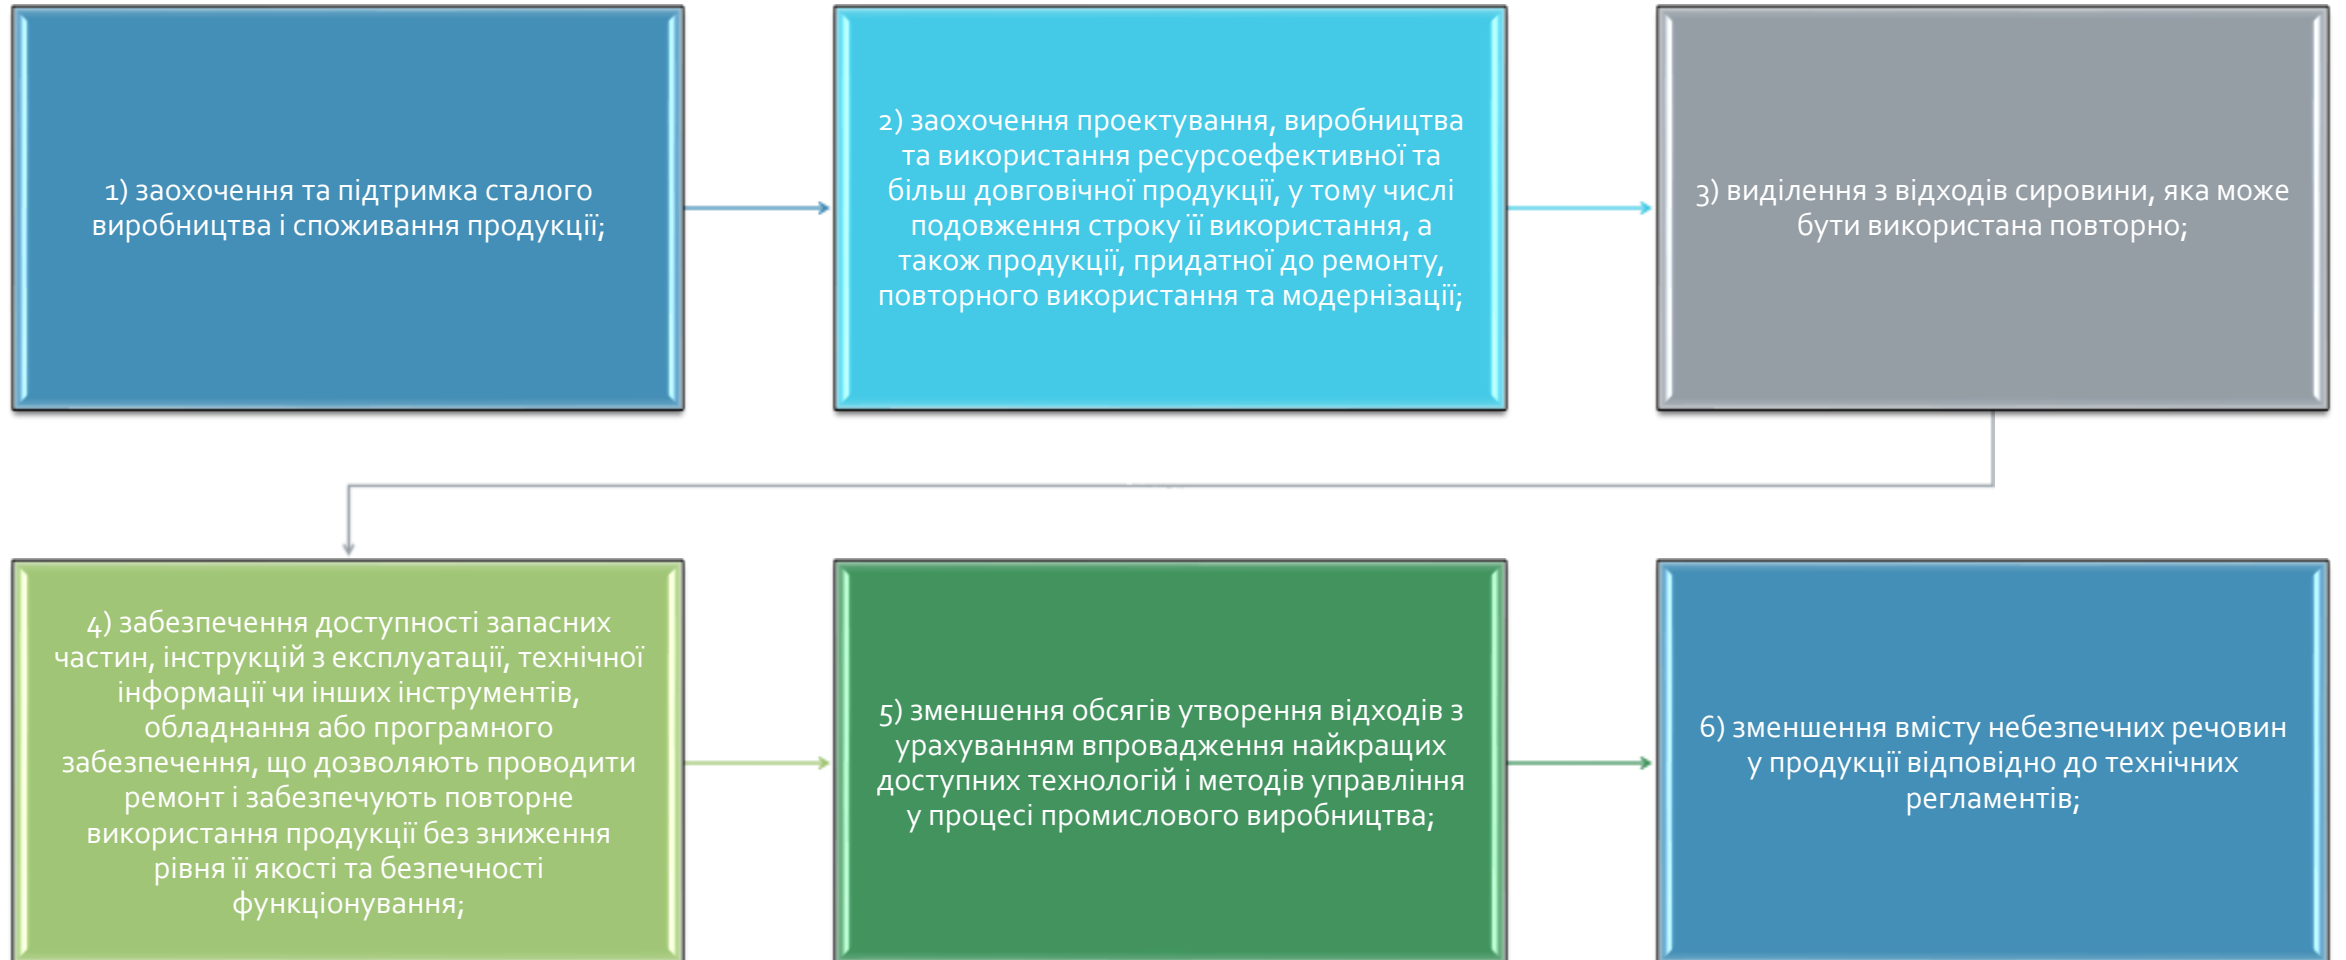 1) заохочення та підтримка сталого
виробництва і споживання продукції;
2) заохочення проектування, виробництва
та використання ресурсоефективної та
більш довговічної продукції, у тому числі
подовження строку її використання, а
також продукції, придатної до ремонту,
повторного використання та модернізації;
3) виділення з відходів сировини, яка може
бути використана повторно;
4) забезпечення доступності запасних
частин, інструкцій з експлуатації, технічної
інформації чи інших інструментів,
обладнання або програмного
забезпечення, що дозволяють проводити
ремонт і забезпечують повторне
використання продукції без зниження
рівня її якості та безпечності
функціонування;
5) зменшення обсягів утворення відходів з
урахуванням впровадження найкращих
доступних технологій і методів управління
у процесі промислового виробництва;
6) зменшення вмісту небезпечних речовин
у продукції відповідно до технічних
регламентів;